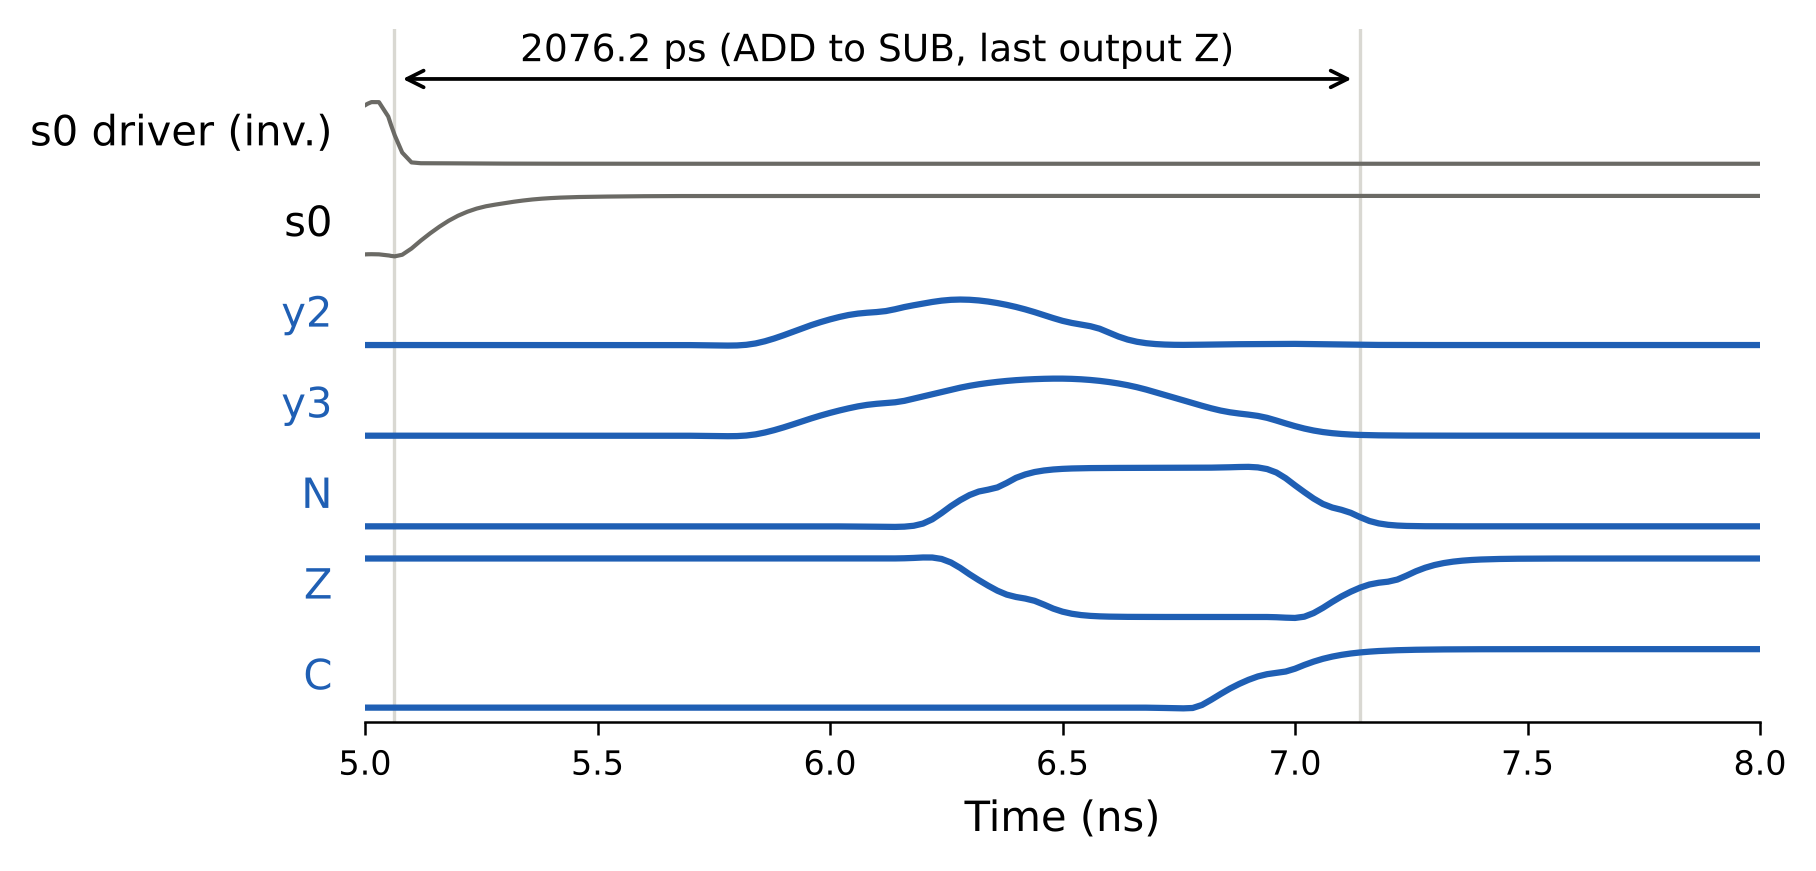 2076.2 ps (ADD to SUB, last output Z)
s0 driver (inv.)
s0
y2
y3
N
Z
C
5.0 5.5 6.0 6.5 7.0 7.5 8.0
Time (ns)